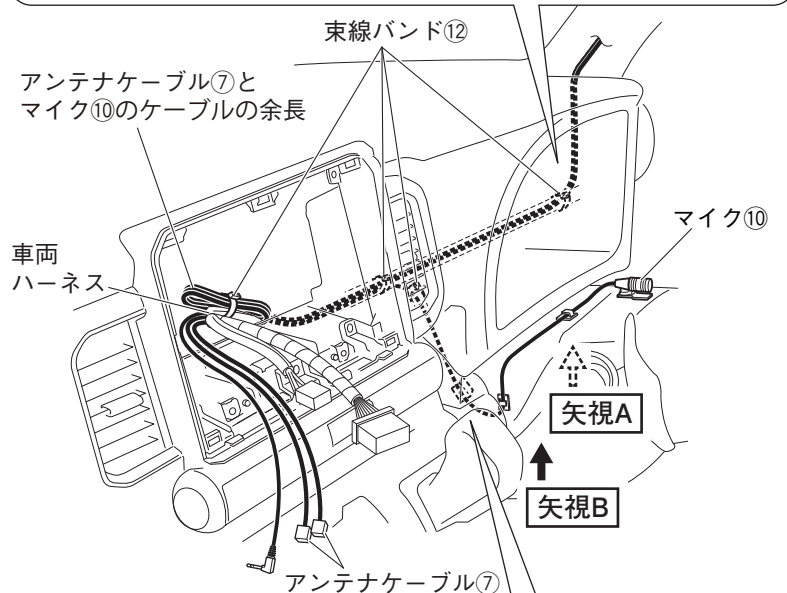 束線バンド⑫
アンテナケーブル⑦と
マイク⑩のケーブルの余長
マイク⑩
車両
ハーネス
矢視A
矢視B
アンテナケーブル⑦